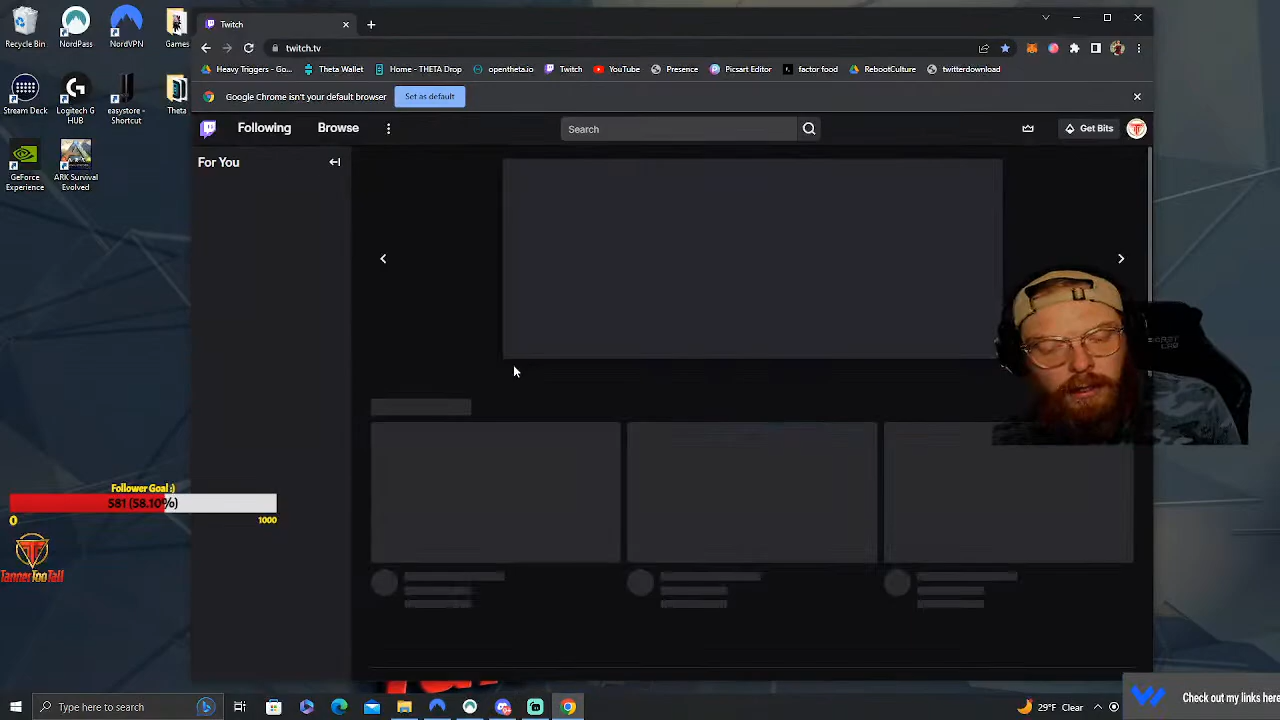 Recycle Bin
NordPass
NordVPN
Games
Stream Deck
Logitech G HUB
easystore - Shortcut
Theta
GeForce Experience
ARK Survival Evolved
Twitch
twitch.tv
Heavy Triggers - Go...
Theta Wallet
Home - THETA Drop
opentheta.io
Twitch
YouTube
Presence
Picsart Editor
factor food
RebootCulture
twitterdownload
Google Chrome isn't your default browser
Set as default
Following
Browse
Search
Get Bits
For You
Follower Goal :)
581 (58.10%)
0
1000
TannerTooTall
Type here to search
29°F Clear
Check out my links here